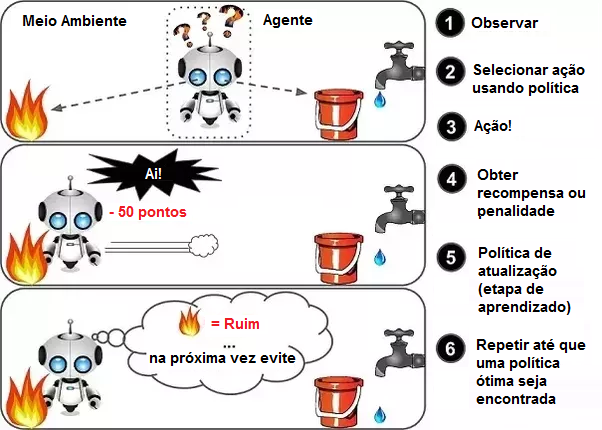 Meio Ambiente
Agente
? ? ?
Ai!
- 50 pontos
= Ruim
...
na próxima vez evite
1 Observar
2 Selecionar ação
usando política
3 Ação!
4 Obter
recompensa ou
penalidade
5 Política de
atualização
(etapa de
aprendizado)
6 Repetir até que
uma política
ótima seja
encontrada